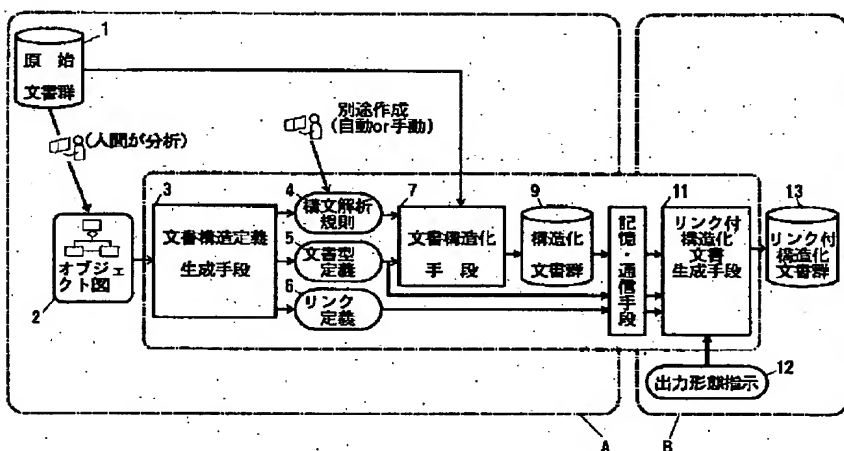 1
原始
文書群
(人間が分析)
別途作成
(自動or手動)
2
オブジェ
クト図
3
文書構造定義
生成手段
4
構文解析
規則
5
文書型
定義
6
リンク
定義
7
文書構造化
手段
9
構造化
文書群
記憶・通信手段
11
リンク付
構造化
文書
生成手段
13
リンク付
構造化
文書群
出力形態指示
12
A
B